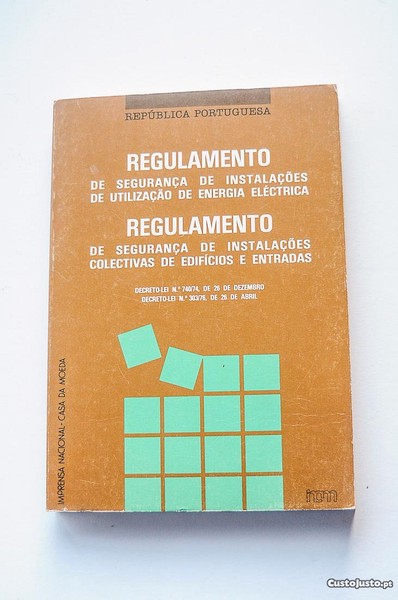 REPÚBLICA PORTUGUESA
REGULAMENTO
DE SEGURANÇA DE INSTALAÇÕES
DE UTILIZAÇÃO DE ENERGIA ELÉCTRICA
REGULAMENTO
DE SEGURANÇA DE INSTALAÇÕES
COLECTIVAS DE EDIFÍCIOS E ENTRADAS
DECRETO-LEI N.º 740/74, DE 26 DE DEZEMBRO
DECRETO-LEI N.º 303/76, DE 26 DE ABRIL
IMPRENSA NACIONAL-CASA DA MOEDA
incm
CustoJusto.pt